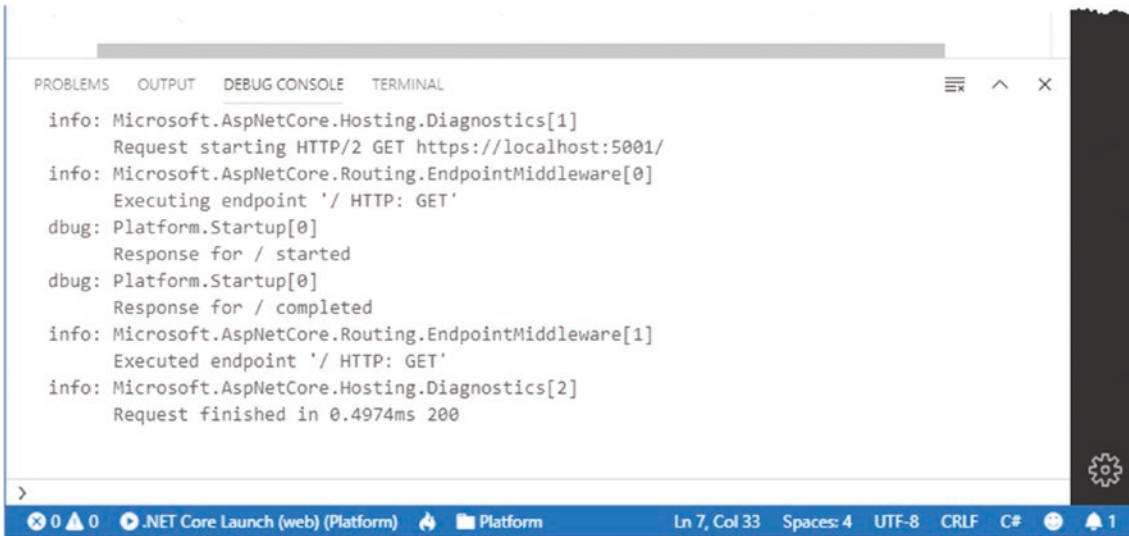 PROBLEMS OUTPUT DEBUG CONSOLE TERMINAL
info: Microsoft.AspNetCore.Hosting.Diagnostics[1]
Request starting HTTP/2 GET https://localhost:5001/
info: Microsoft.AspNetCore.Routing.EndpointMiddleware[0]
Executing endpoint '/ HTTP: GET'
dbug: Platform.Startup[0]
Response for / started
dbug: Platform.Startup[0]
Response for / completed
info: Microsoft.AspNetCore.Routing.EndpointMiddleware[1]
Executed endpoint '/ HTTP: GET'
info: Microsoft.AspNetCore.Hosting.Diagnostics[2]
Request finished in 0.4974ms 200
>
0 0 .NET Core Launch (web) (Platform) Platform Ln 7, Col 33 Spaces: 4 UTF-8 CRLF C# 1